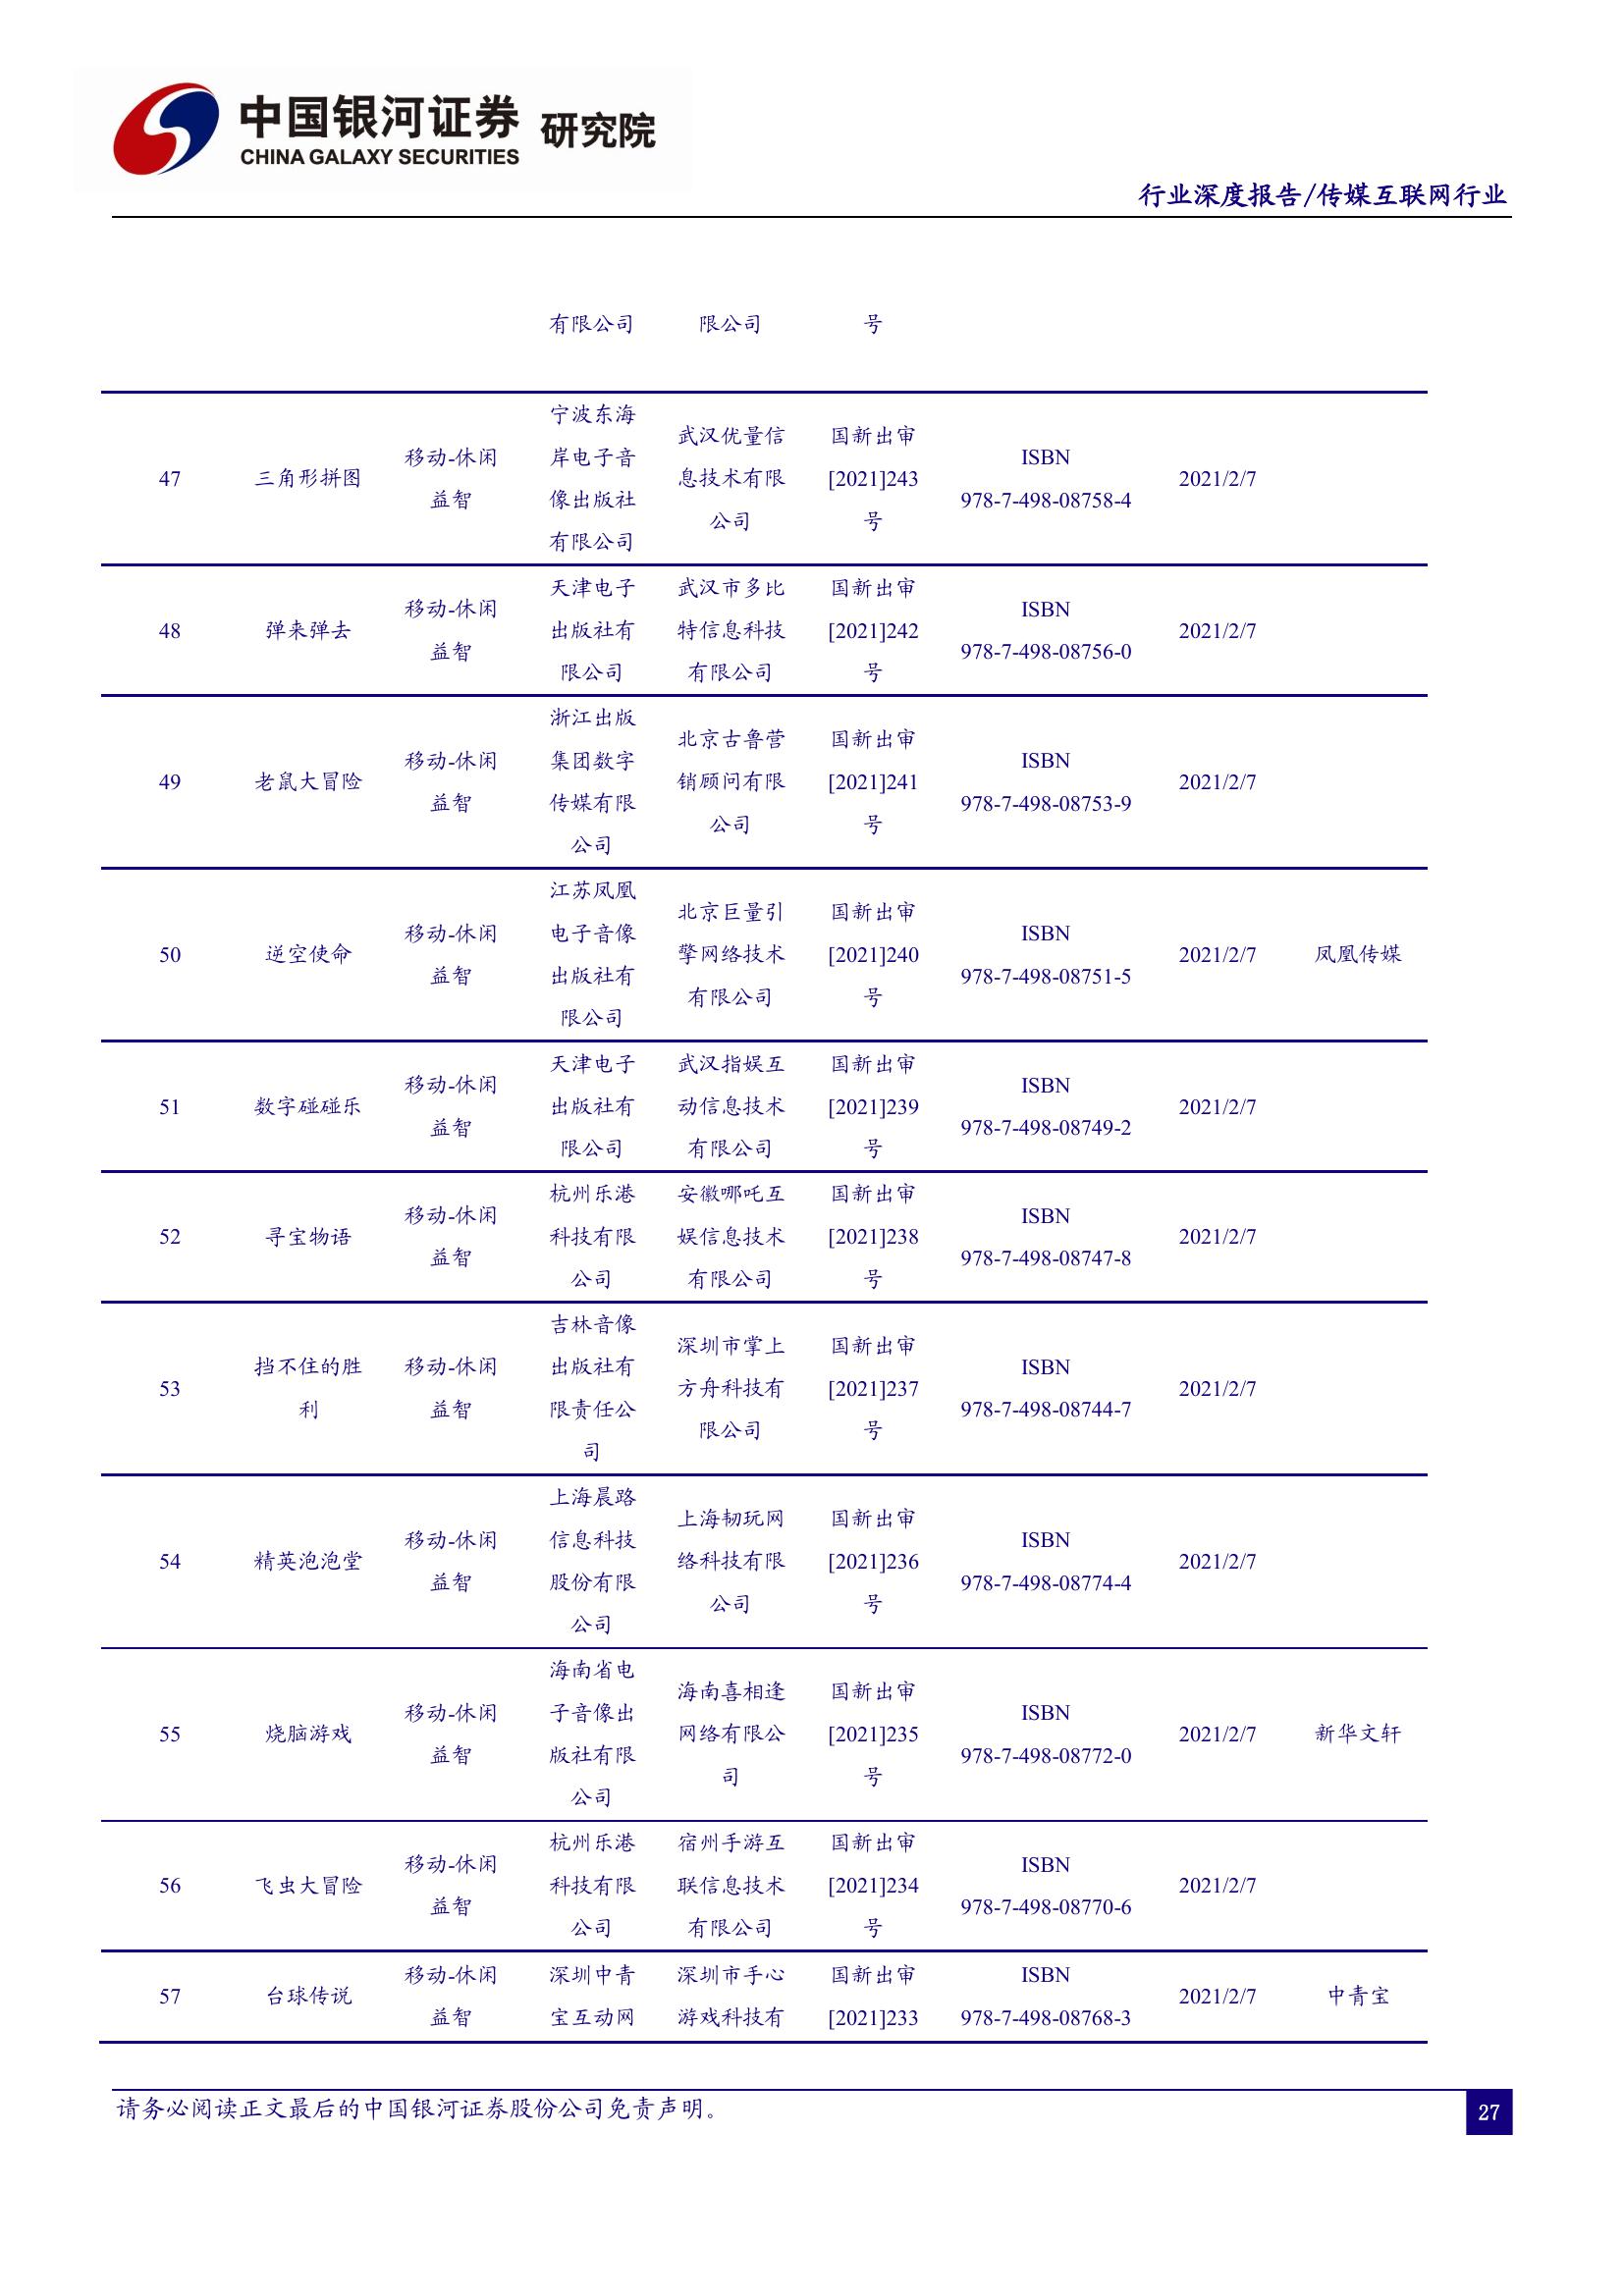 中国银河证券 研究院
CHINA GALAXY SECURITIES
行业深度报告/传媒互联网行业
有限公司 限公司 号
47 三角形拼图 移动-休闲益智 宁波东海岸电子音像出版社有限公司 武汉优量信息技术有限公司 国新出审[2021]243号 ISBN 978-7-498-08758-4 2021/2/7
48 弹来弹去 移动-休闲益智 天津电子出版社有限公司 武汉市多比特信息科技有限公司 国新出审[2021]242号 ISBN 978-7-498-08756-0 2021/2/7
49 老鼠大冒险 移动-休闲益智 浙江出版集团数字传媒有限公司 北京古鲁营销顾问有限公司 国新出审[2021]241号 ISBN 978-7-498-08753-9 2021/2/7
50 逆空使命 移动-休闲益智 江苏凤凰电子音像出版社有限公司 北京巨量引擎网络技术有限公司 国新出审[2021]240号 ISBN 978-7-498-08751-5 2021/2/7 凤凰传媒
51 数字碰碰乐 移动-休闲益智 天津电子出版社有限公司 武汉指娱互动信息技术有限公司 国新出审[2021]239号 ISBN 978-7-498-08749-2 2021/2/7
52 寻宝物语 移动-休闲益智 杭州乐港科技有限公司 安徽哪吒互娱信息技术有限公司 国新出审[2021]238号 ISBN 978-7-498-08747-8 2021/2/7
53 挡不住的胜利 移动-休闲益智 吉林音像出版社有限责任公司 深圳市掌上方舟科技有限公司 国新出审[2021]237号 ISBN 978-7-498-08744-7 2021/2/7
54 精英泡泡堂 移动-休闲益智 上海晨路信息科技股份有限公司 上海韧玩网络科技有限公司 国新出审[2021]236号 ISBN 978-7-498-08774-4 2021/2/7
55 烧脑游戏 移动-休闲益智 海南省电子音像出版社有限公司 海南喜相逢网络有限公司 国新出审[2021]235号 ISBN 978-7-498-08772-0 2021/2/7 新华文轩
56 飞虫大冒险 移动-休闲益智 杭州乐港科技有限公司 宿州手游互联信息技术有限公司 国新出审[2021]234号 ISBN 978-7-498-08770-6 2021/2/7
57 台球传说 移动-休闲益智 深圳中青宝互动网 深圳市手心游戏科技有 国新出审[2021]233 ISBN 978-7-498-08768-3 2021/2/7 中青宝
请务必阅读正文最后的中国银河证券股份公司免责声明。
27